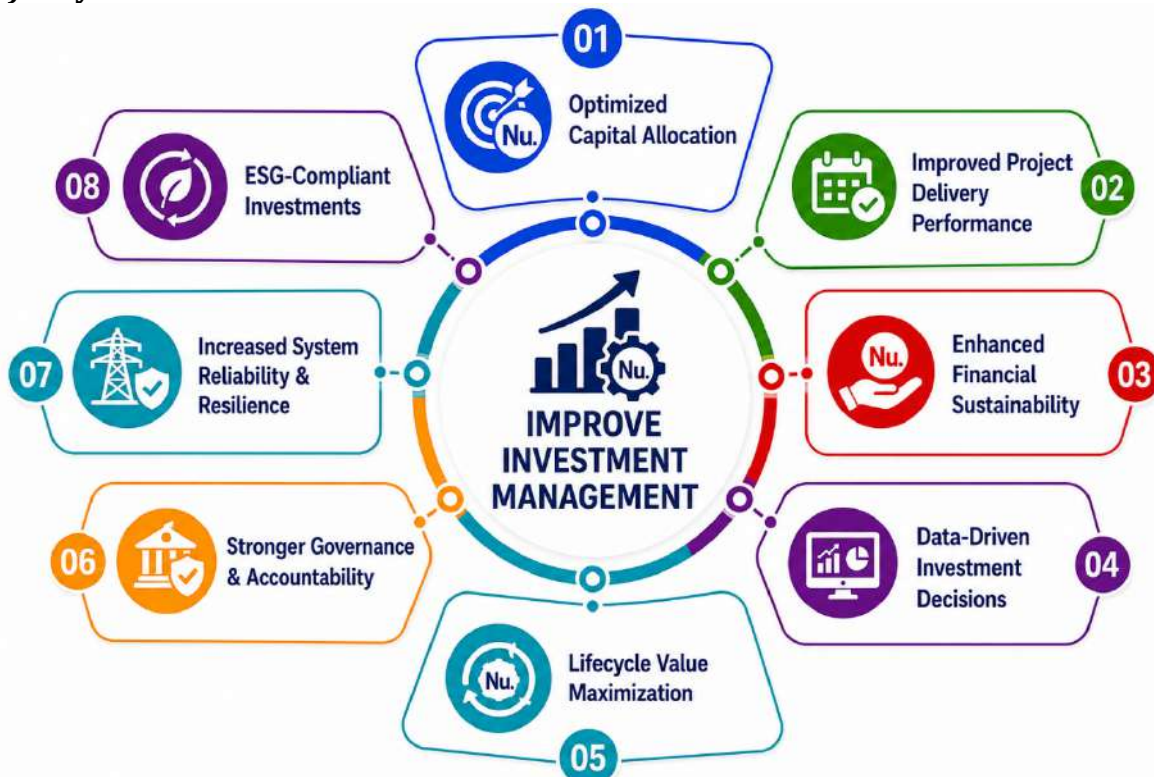 01
Nu.
Optimized
Capital Allocation
02
Improved Project
Delivery
Performance
03
Nu.
Enhanced
Financial
Sustainability
04
Data-Driven
Investment
Decisions
05
Nu.
Lifecycle Value
Maximization
06
Stronger Governance
& Accountability
07
Increased System
Reliability &
Resilience
08
ESG-Compliant
Investments
Nu.
IMPROVE
INVESTMENT
MANAGEMENT